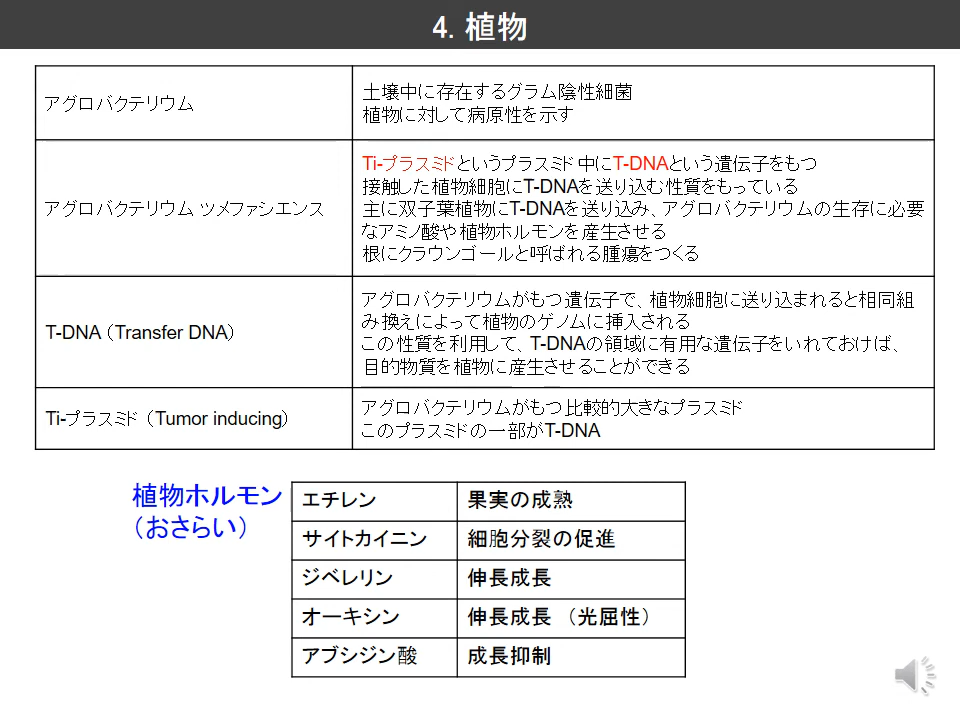 4. 植物
アグロバクテリウム
土壌中に存在するグラム陰性細菌
植物に対して病原性を示す
アグロバクテリウム ツメファシエンス
Ti-プラスミドというプラスミド中にT-DNAという遺伝子をもつ
接触した植物細胞にT-DNAを送り込む性質をもっている
主に双子葉植物にT-DNAを送り込み、アグロバクテリウムの生存に必要
なアミノ酸や植物ホルモンを産生させる
根にクラウンゴールと呼ばれる腫瘍をつくる
T-DNA（Transfer DNA）
アグロバクテリウムがもつ遺伝子で、植物細胞に送り込まれると相同組
み換えによって植物のゲノムに挿入される
この性質を利用して、T-DNAの領域に有用な遺伝子をいれておけば、
目的物質を植物に産生させることができる
Ti-プラスミド（Tumor inducing）
アグロバクテリウムがもつ比較的大きなプラスミド
このプラスミドの一部がT-DNA
植物ホルモン
（おさらい）
エチレン 果実の成熟
サイトカイニン 細胞分裂の促進
ジベレリン 伸長成長
オーキシン 伸長成長（光屈性）
アブシジン酸 成長抑制